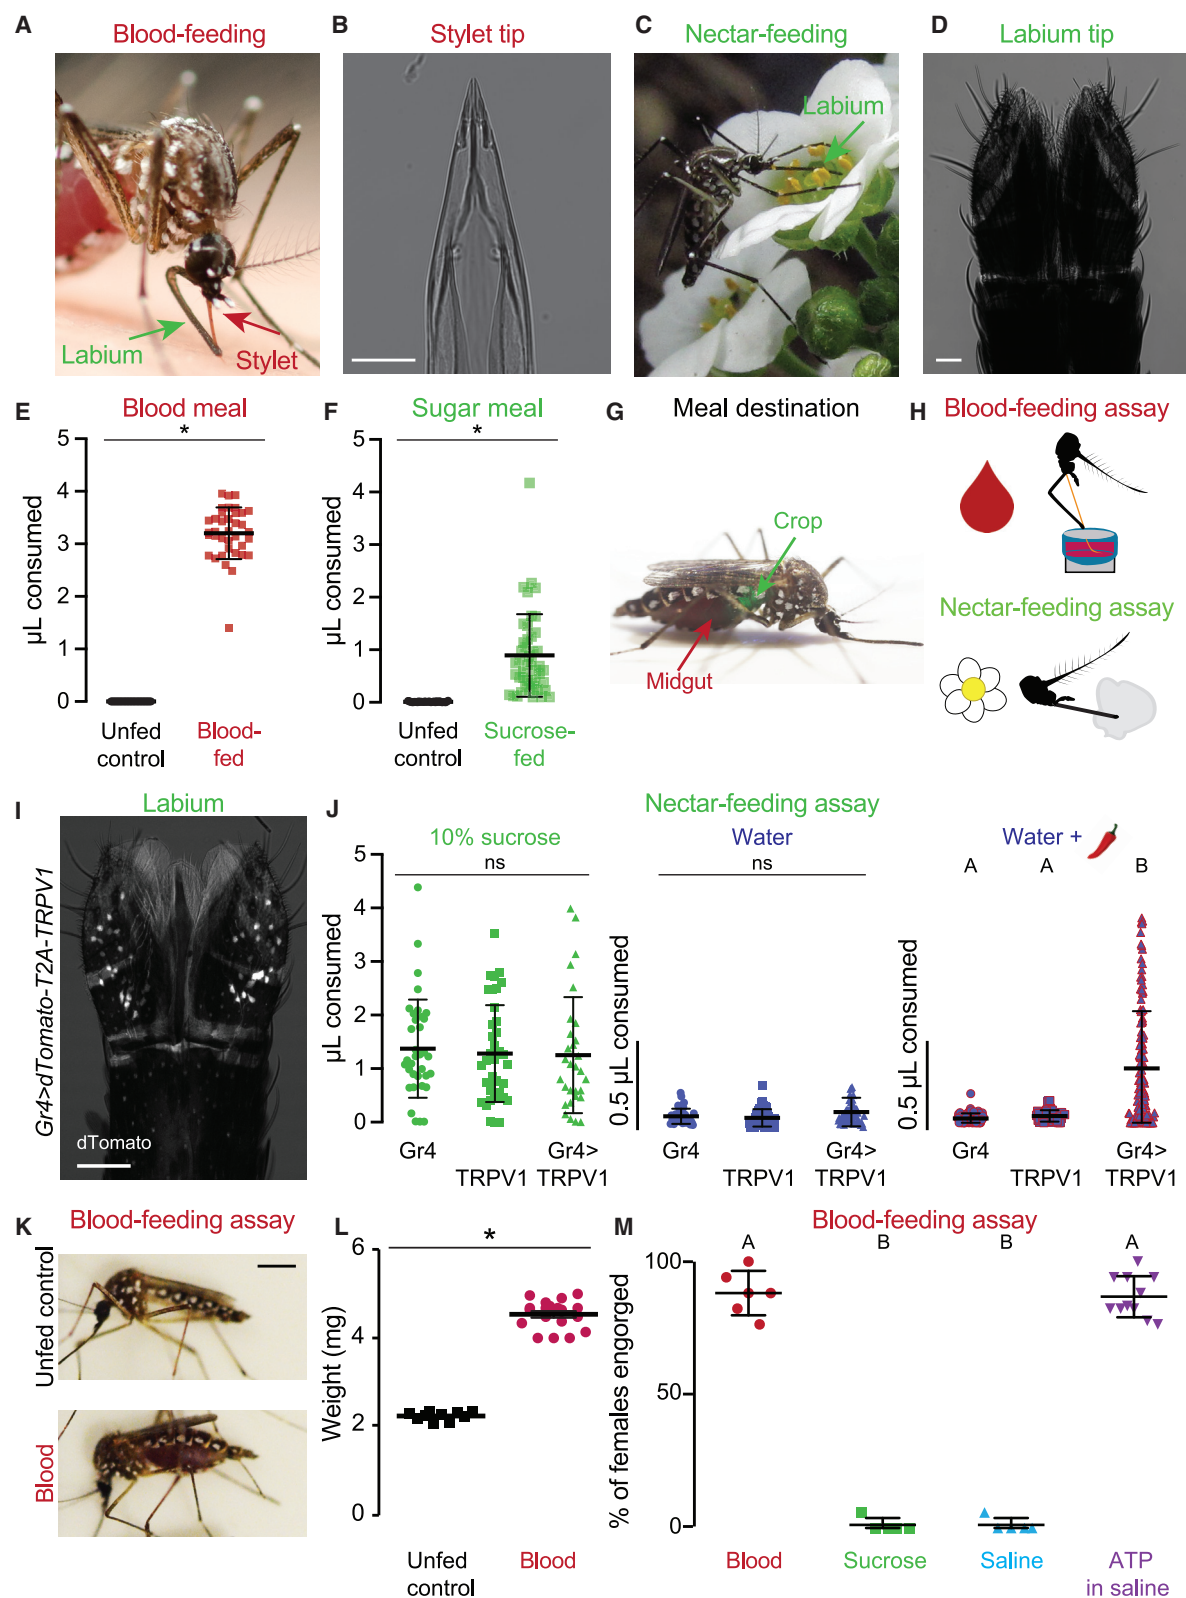 A Blood-feeding
Labium
Stylet
B Stylet tip
C Nectar-feeding
Labium
D Labium tip
E Blood meal
*
µL consumed
5
4
3
2
1
0
Unfed
control
Blood-
fed
F Sugar meal
*
µL consumed
5
4
3
2
1
0
Unfed
control
Sucrose-
fed
G Meal destination
Crop
Midgut
H Blood-feeding assay
Nectar-feeding assay
I Labium
Gr4>dTomato-T2A-TRPV1
dTomato
J Nectar-feeding assay
10% sucrose
ns
µL consumed
5
4
3
2
1
0
Gr4
TRPV1
Gr4>
TRPV1
Water
ns
0.5 µL consumed
Gr4
TRPV1
Gr4>
TRPV1
Water +
A A B
0.5 µL consumed
Gr4
TRPV1
Gr4>
TRPV1
K Blood-feeding assay
Unfed control
Blood
L
*
Weight (mg)
6
4
2
0
Unfed
control
Blood
M Blood-feeding assay
A B B A
% of females engorged
100
50
0
Blood
Sucrose
Saline
ATP
in saline